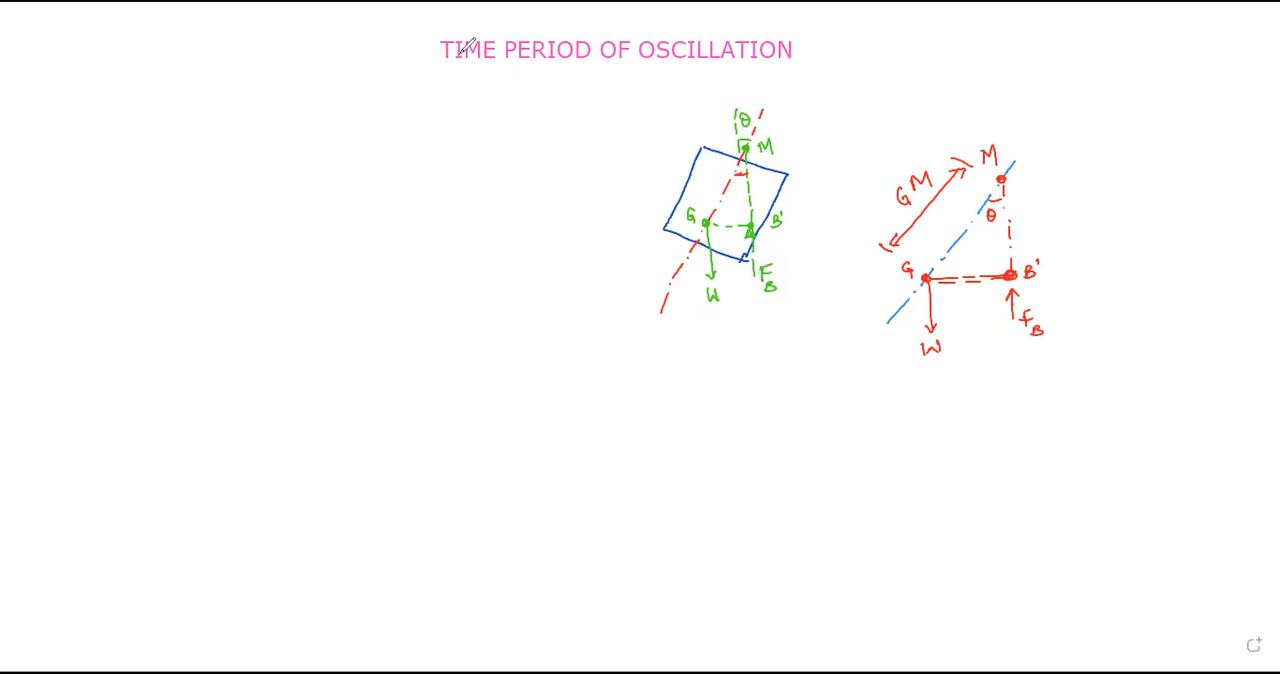 TIME PERIOD OF OSCILLATION
θ
M
G
B'
F_B
W
M
GM
θ
G
B'
F_B
W